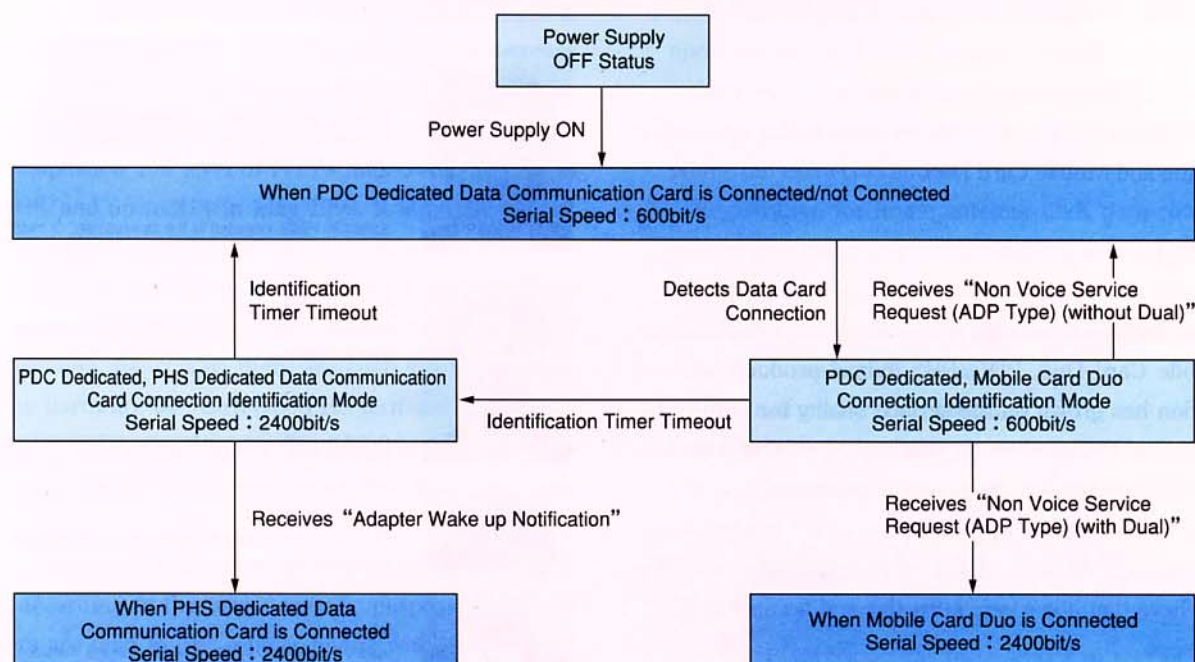 Power Supply
OFF Status
Power Supply ON
When PDC Dedicated Data Communication Card is Connected/not Connected
Serial Speed：600bit/s
Identification
Timer Timeout
Detects Data Card
Connection
Receives “Non Voice Service
Request (ADP Type) (without Dual)”
PDC Dedicated, PHS Dedicated Data Communication
Card Connection Identification Mode
Serial Speed：2400bit/s
Identification Timer Timeout
PDC Dedicated, Mobile Card Duo
Connection Identification Mode
Serial Speed：600bit/s
Receives “Adapter Wake up Notification”
Receives “Non Voice Service
Request (ADP Type) (with Dual)”
When PHS Dedicated Data
Communication Card is Connected
Serial Speed：2400bit/s
When Mobile Card Duo is Connected
Serial Speed：2400bit/s